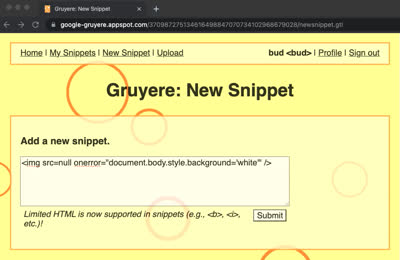 Gruyere: New Snippet
google-gruyere.appspot.com/370987275134616498847070734102966679028/newsnippet.gtl
Home | My Snippets | New Snippet | Upload
bud <bud> | Profile | Sign out
Gruyere: New Snippet
Add a new snippet.
<img src=null onerror="document.body.style.background='white'" />
Limited HTML is now supported in snippets (e.g., <b>, <i>,
etc.)!
Submit